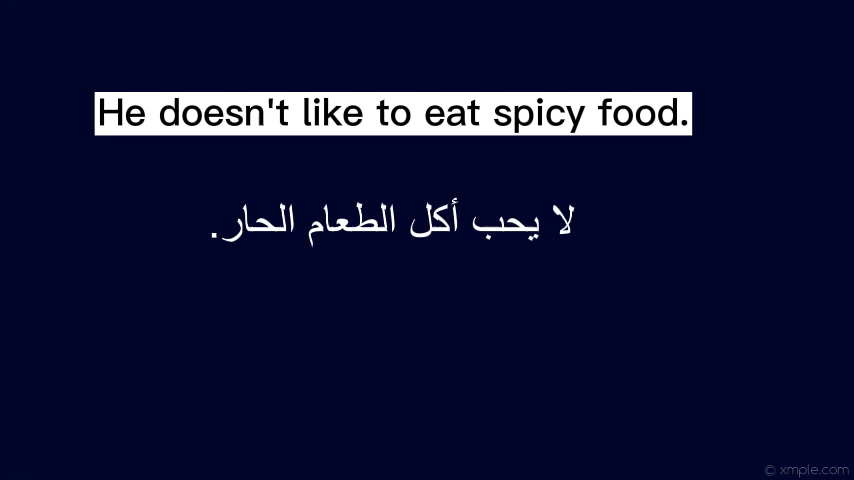 He doesn't like to eat spicy food.
لا يحب أكل الطعام الحار.
© xmple.com